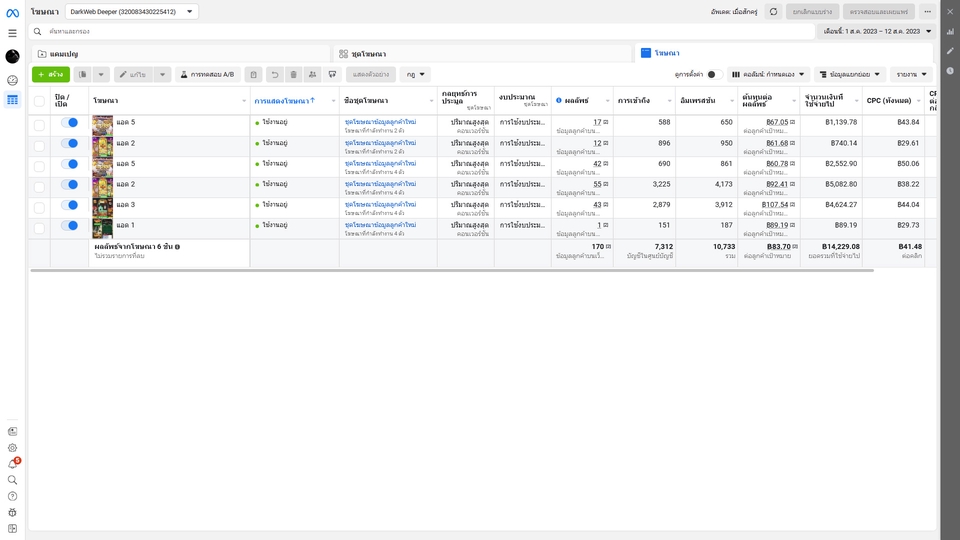 โฆษณา
DarkWeb Deeper (320083430225412)
อัพเดต: เมื่อสักครู่
ยกเลิกแบบร่าง
ตรวจสอบและเผยแพร่
ค้นหาและกรอง
เดือนนี้: 1 ส.ค. 2023 – 12 ส.ค. 2023
แคมเปญ
ชุดโฆษณา
โฆษณา
+ สร้าง
แก้ไข
การทดสอบ A/B
แสดงตัวอย่าง
กฎ
ดูการตั้งค่า
คอลัมน์: กำหนดเอง
ข้อมูลแยกย่อย
รายงาน
ปิด / เปิด
โฆษณา
การแสดงโฆษณา ↑
ชื่อชุดโฆษณา
กลยุทธ์การประมูล
ชุดโฆษณา
งบประมาณ
ชุดโฆษณา
ผลลัพธ์
การเข้าถึง
อิมเพรสชัน
ต้นทุนต่อผลลัพธ์
จำนวนเงินที่ใช้จ่ายไป
CPC (ทั้งหมด)
แอด 5 ใช้งานอยู่ ชุดโฆษณาข้อมูลลูกค้าใหม่ ปริมาณสูงสุด การใช้งบประม... 17 588 650 ฿67.05 ฿1,139.78 ฿43.84
โฆษณาที่กำลังทำงาน 2 ตัว คอนเวอร์ชั่น ข้อมูลลูกค้าบน... ต่อลูกค้าเป้าหม...
แอด 2 ใช้งานอยู่ ชุดโฆษณาข้อมูลลูกค้าใหม่ ปริมาณสูงสุด การใช้งบประม... 12 896 950 ฿61.68 ฿740.14 ฿29.61
โฆษณาที่กำลังทำงาน 2 ตัว คอนเวอร์ชั่น ข้อมูลลูกค้าบน... ต่อลูกค้าเป้าหม...
แอด 5 ใช้งานอยู่ ชุดโฆษณาข้อมูลลูกค้าใหม่ ปริมาณสูงสุด การใช้งบประม... 42 690 861 ฿60.78 ฿2,552.90 ฿50.06
โฆษณาที่กำลังทำงาน 4 ตัว คอนเวอร์ชั่น ข้อมูลลูกค้าบน... ต่อลูกค้าเป้าหม...
แอด 2 ใช้งานอยู่ ชุดโฆษณาข้อมูลลูกค้าใหม่ ปริมาณสูงสุด การใช้งบประม... 55 3,225 4,173 ฿92.41 ฿5,082.80 ฿38.22
โฆษณาที่กำลังทำงาน 4 ตัว คอนเวอร์ชั่น ข้อมูลลูกค้าบน... ต่อลูกค้าเป้าหม...
แอด 3 ใช้งานอยู่ ชุดโฆษณาข้อมูลลูกค้าใหม่ ปริมาณสูงสุด การใช้งบประม... 43 2,879 3,912 ฿107.54 ฿4,624.27 ฿44.04
โฆษณาที่กำลังทำงาน 4 ตัว คอนเวอร์ชั่น ข้อมูลลูกค้าบน... ต่อลูกค้าเป้าหม...
แอด 1 ใช้งานอยู่ ชุดโฆษณาข้อมูลลูกค้าใหม่ ปริมาณสูงสุด การใช้งบประม... 1 151 187 ฿89.19 ฿89.19 ฿29.73
โฆษณาที่กำลังทำงาน 4 ตัว คอนเวอร์ชั่น ข้อมูลลูกค้าบน... ต่อลูกค้าเป้าหม...
ผลลัพธ์จากโฆษณา 6 ชิ้น 170 7,312 10,733 ฿83.70 ฿14,229.08 ฿41.48
ไม่รวมรายการที่ลบ ข้อมูลลูกค้าบนเว็... บัญชีในศูนย์บัญชี รวม ต่อลูกค้าเป้าหมาย ยอดรวมที่ใช้จ่ายไป ต่อคลิก